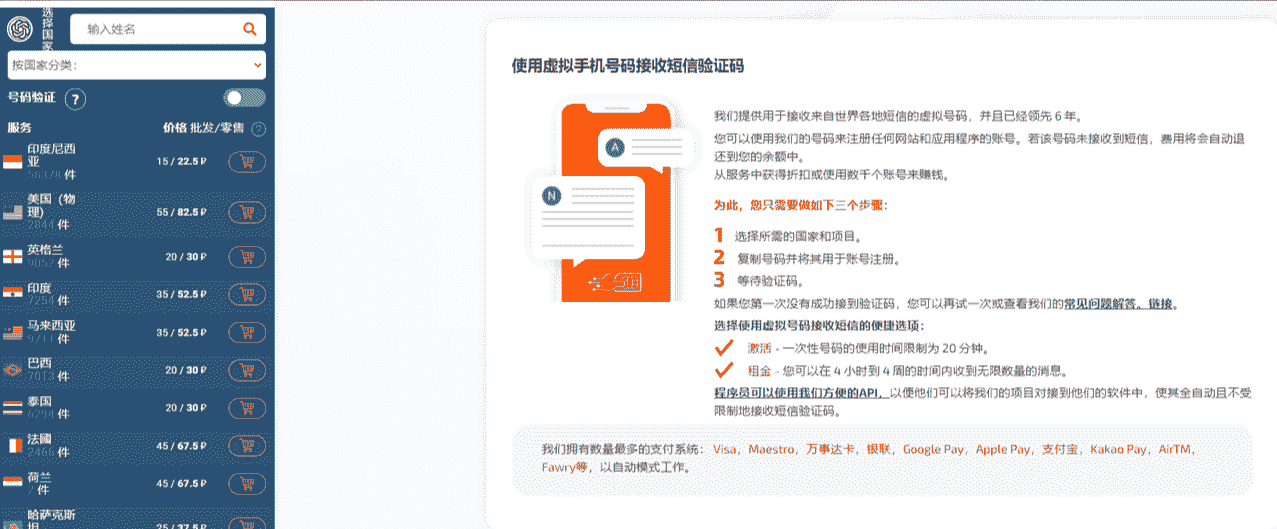 选择国家
输入姓名
按国家分类:
号码验证 ?
服务
价格 批发/零售 ?
印度尼西亚
56378 件
15 / 22.5 ₽
美国（物理）
2844 件
55 / 82.5 ₽
英格兰
9052 件
20 / 30 ₽
印度
7254 件
35 / 52.5 ₽
马来西亚
9711 件
35 / 52.5 ₽
巴西
7013 件
35 / 52.5 ₽
泰国
6294 件
20 / 30 ₽
法國
2466 件
45 / 67.5 ₽
荷兰
件
45 / 67.5 ₽
哈萨克斯坦
25 / 37.5 ₽
使用虚拟手机号码接收短信验证码
A
N
我们提供用于接收来自世界各地短信的虚拟号码，并且已经领先 6 年。
您可以使用我们的号码来注册任何网站和应用程序的账号。若该号码未接收到短信，费用将会自动退
还到您的余额中。
从服务中获得折扣或使用数千个账号来赚钱。
为此，您只需要做如下三个步骤：
1 选择所需的国家和项目。
2 复制号码并将其用于账号注册。
3 等待验证码。
如果您第一次没有成功接到验证码，您可以再试一次或查看我们的常见问题解答。链接。
选择使用虚拟号码接收短信的便捷选项：
激活 - 一次性号码的使用时间限制为 20 分钟。
租金 - 您可以在 4 小时到 4 周的时间内收到无限数量的消息。
程序员可以使用我们方便的API，以便他们可以将我们的项目对接到他们的软件中，使其全自动且不受
限制地接收短信验证码。
我们拥有数量最多的支付系统： Visa，Maestro，万事达卡，银联，Google Pay，Apple Pay，支付宝，Kakao Pay，AirTM，
Fawry等，以自动模式工作。